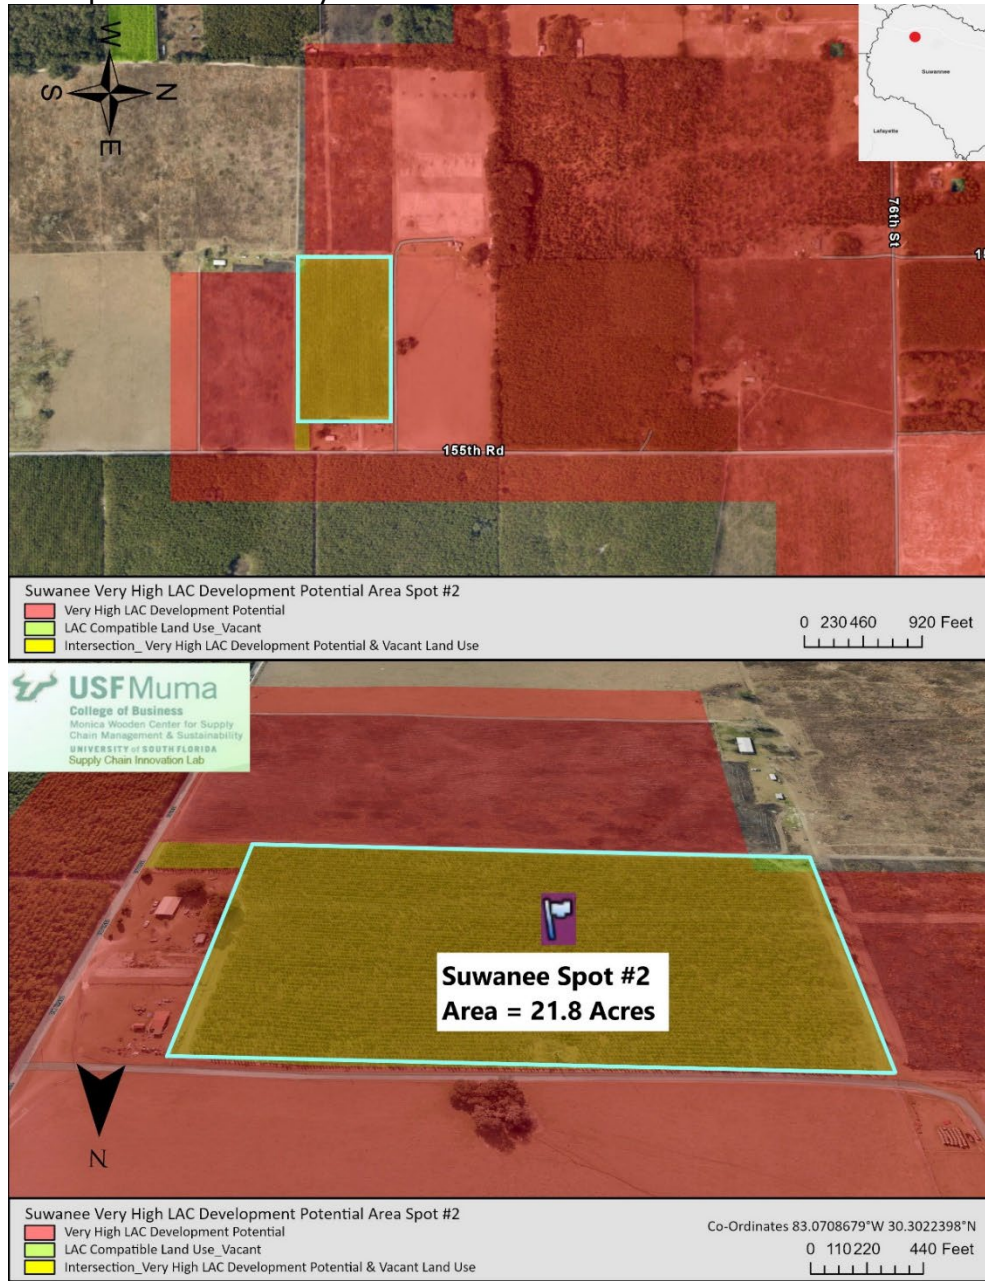 W
S
N
E
Suwannee
Lafayette
76th St
155th Rd
Suwanee Very High LAC Development Potential Area Spot #2
Very High LAC Development Potential
LAC Compatible Land Use_Vacant
Intersection_ Very High LAC Development Potential & Vacant Land Use
0 230 460 920 Feet
USF Muma
College of Business
Monica Wooden Center for Supply
Chain Management & Sustainability
UNIVERSITY of SOUTH FLORIDA
Supply Chain Innovation Lab
Suwanee Spot #2
Area = 21.8 Acres
N
Suwanee Very High LAC Development Potential Area Spot #2
Very High LAC Development Potential
LAC Compatible Land Use_Vacant
Intersection_Very High LAC Development Potential & Vacant Land Use
Co-Ordinates 83.0708679°W 30.3022398°N
0 110 220 440 Feet